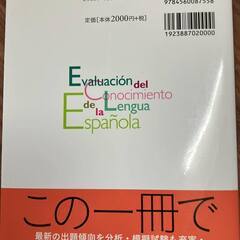 9784560087558
定価[本体2000円+税]
1923887020000
Evaluación del
Conocimiento
de la Lengua
Española
この一冊で
最新の出題傾向を分析・模擬試験も充実・